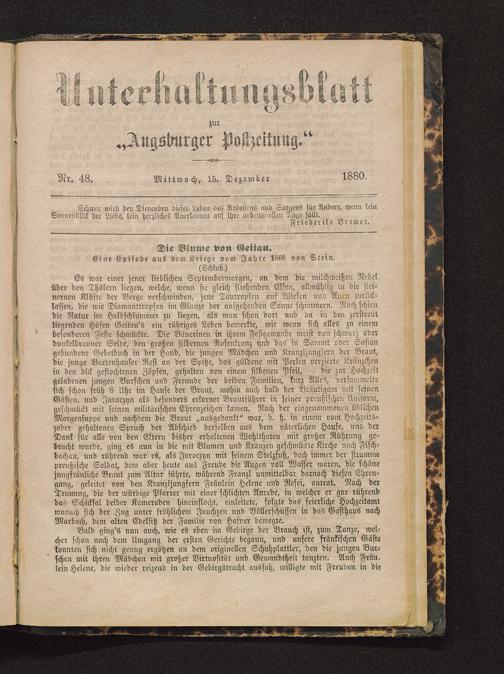 Unterhaltungsblatt
zur
„Augsburger Postzeitung.“
Nr. 48. Mittwoch, 15. Dezember 1880.
Schwer wird den Dienenden dieses Leben des Arbeitens und Sorgens für Andere, wenn kein
Sonnenblick der Liebe, kein herzliches Anerkennen auf ihre arbeitsvollen Tage fällt.
Friederike Bremer.
Die Blume von Geitau.
Eine Episode aus dem Kriege vom Jahre 1866 von Stein.
(Schluß.)
Es war einer jener lieblichen Septembermorgen, an dem die milchweißen Nebel
über den Thälern liegen, welche, wenn sie gleich fliehenden Elfen, allmählig in die stei-
nernen Klüfte der Berge verschwinden, jene Tautropfen auf Wiesen und Auen zurück-
lassen, die wie Diamanttropfen im Glanze der aufgehenden Sonne schimmern. Noch schien
die Natur im Halbschlummer zu liegen, als man schon dort und da in den zerstreut
liegenden Höfen Geitau's ein rühriges Leben bemerkte, wie wenn sich alles zu einem
besonderen Feste schmückte. Die Bäuerinen in ihrem Festgewande meist von schwarz oder
dunkelbrauner Seide, den großen silbernen Rosenkranz und das in Sammt oder Saffian
gebundene Gebetbuch in der Hand, die jungen Mädchen und Kranzljungfern der Braut,
die junge Bartenhauser Resi an der Spitze, das güldene mit Perlen verzierte Kränzchen
in den dick geflochtenen Zöpfen, gehalten von einem silbenen Pfeil, — die zur Hochzeit
geladenen jungen Burschen und Freunde der beiden Familien, kurz Alles, versammelte
sich schon früh 8 Uhr im Hause der Braut, wohin auch bald der Bräutigam mit seinen
Gästen, und Jaroczyn als besonders erkorner Brautführer in seiner preußischen Uniform,
geschmückt mit seinen militärischen Ehrenzeichen kamen. Nach der eingenommenen üblichen
Morgensuppe und nachdem die Braut „ausgedankt“ war, d. h. in einem vom Hochzeits-
lader gehaltenen Spruch der Abschied derselben aus dem väterlichen Hause, und der
Dank für alle von den Eltern bisher erhaltenen Wohlthaten mit großer Rührung ge-
bracht wurde, ging es nun in die mit Blumen und Kränzen geschmückte Kirche nach Fisch-
bachau, und rührend war es, als Jaroczyn mit seinem Stelzfuß, doch immer der stramme
preußische Soldat, dem aber heute aus Freude die Augen voll Wasser waren, die schöne
jungfräuliche Braut zum Altare führte, während Franzl unmittelbar darnach diesen Ehren-
gang, geleitet von den Kranzljungfern Fräulein Helene und Resei, antrat. Nach der
Trauung, die der würdige Pfarrer mit einer schlichten Anrede, in welcher er gar rührend
das Schicksal beider Kameraden hineinflocht, einleitete, folgte das feierliche Hochzeitamt
wonach sich der Zug unter fröhlichem Jauchzen und Böllerschüssen in das Gasthaus nach
Marbach, dem alten Edelsitz der Familie von Hafner bewegte.
Bald ging's nun auch, wie es eben im Gebirge der Brauch ist, zum Tanze, wel-
cher schon nach dem Umgang der ersten Gerichte begann, und unsere fränkischen Gäste
konnten sich nicht genug ergötzen an dem originellen Schuhplattler, den die jungen Bur-
schen mit ihren Mädchen mit großer Virtuosität und Gewandtheit tanzten. Auch Fräu-
lein Helene, die wieder reizend in der Gebirgstracht aussah, willigte mit Freuden in die